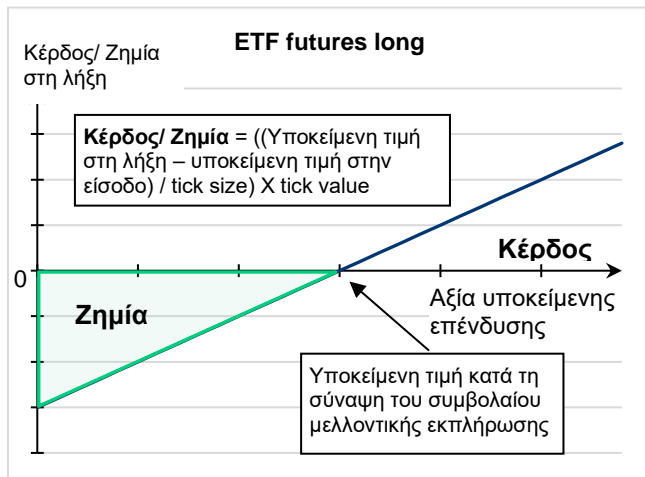 ETF futures long
Κέρδος/ Ζημία
στη λήξη
Κέρδος/ Ζημία = ((Υποκείμενη τιμή
στη λήξη – υποκείμενη τιμή στην
είσοδο) / tick size) X tick value
Κέρδος
0
Αξία υποκείμενης
επένδυσης
Ζημία
Υποκείμενη τιμή κατά τη
σύναψη του συμβολαίου
μελλοντικής εκπλήρωσης